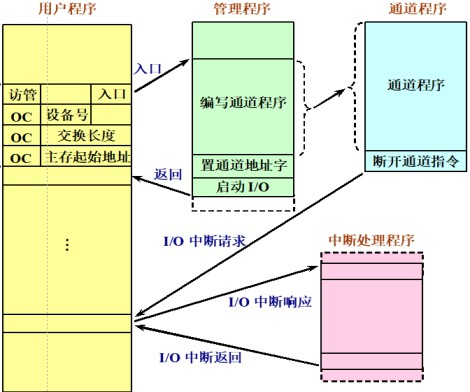 用户程序
管理程序
通道程序
入口
访管
入口
OC
设备号
OC
交换长度
OC
主存起始地址
返回
编写通道程序
置通道地址字
启动 I/O
通道程序
断开通道指令
⋮
I/O 中断请求
中断处理程序
I/O 中断响应
I/O 中断返回